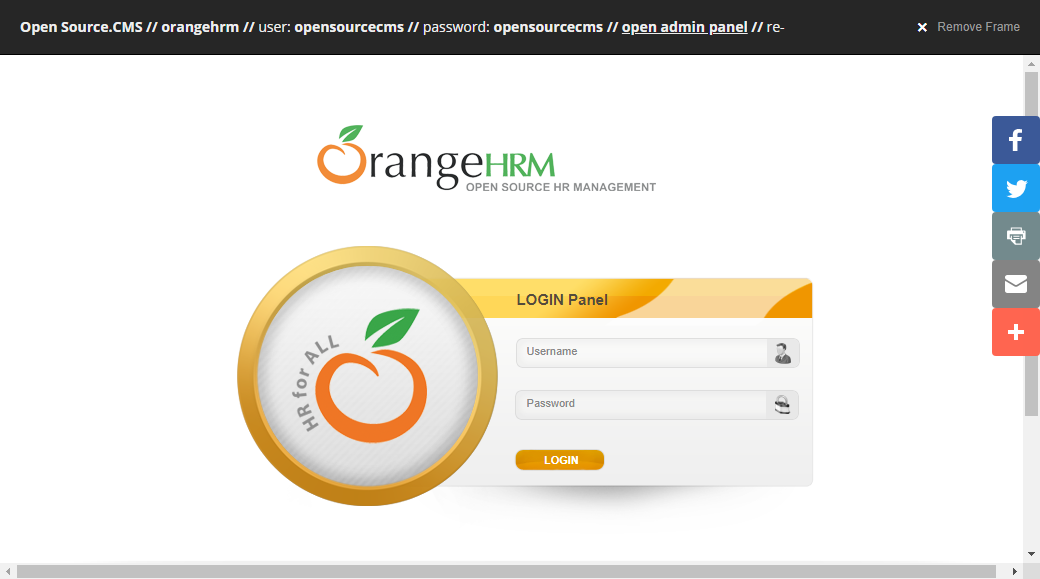 Open Source.CMS // orangehrm // user: opensourcecms // password: opensourcecms // open admin panel // re-
Remove Frame
OrangeHRM
OPEN SOURCE HR MANAGEMENT
HR for ALL
LOGIN Panel
Username
Password
LOGIN